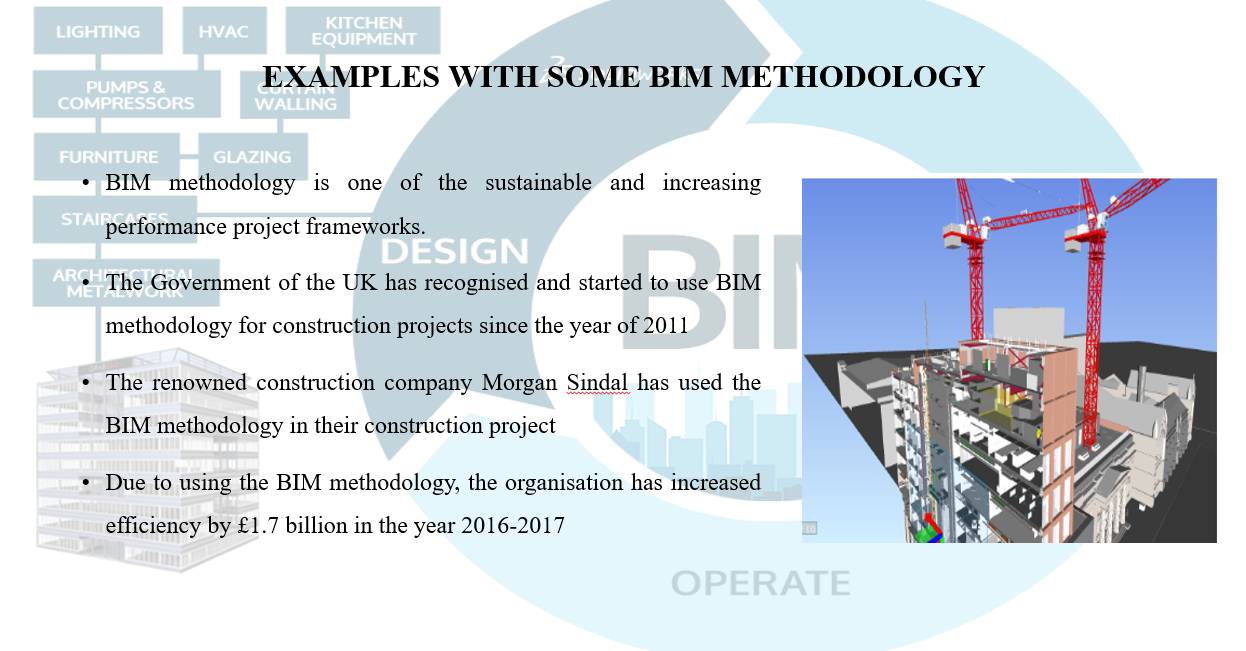 LIGHTING
HVAC
KITCHEN
EQUIPMENT
EXAMPLES WITH SOME BIM METHODOLOGY
PUMPS &
COMPRESSORS
CURTAIN
WALLING
FURNITURE
GLAZING
• BIM methodology is one of the sustainable and increasing
performance project frameworks.
STAIRCASES
DESIGN
BIM
ARCHITECTURAL
METALWORK
• The Government of the UK has recognised and started to use BIM
methodology for construction projects since the year of 2011
• The renowned construction company Morgan Sindal has used the
BIM methodology in their construction project
• Due to using the BIM methodology, the organisation has increased
efficiency by £1.7 billion in the year 2016-2017
OPERATE